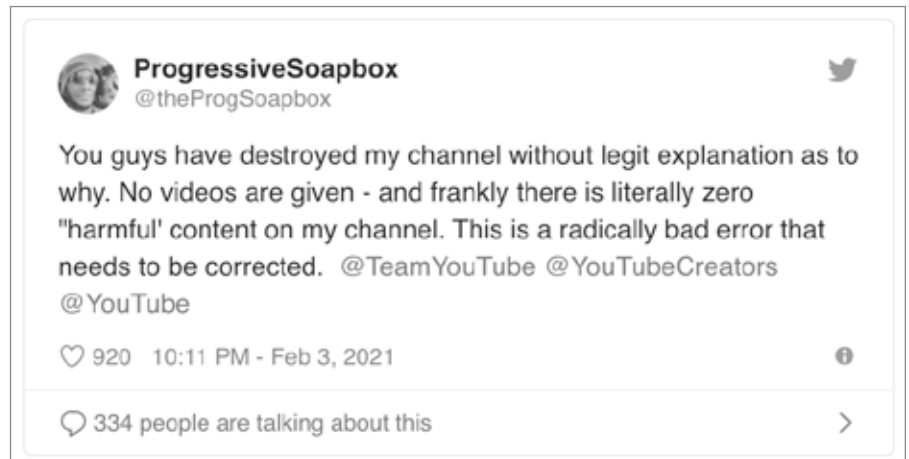 ProgressiveSoapbox
@theProgSoapbox
You guys have destroyed my channel without legit explanation as to
why. No videos are given - and frankly there is literally zero
"harmful' content on my channel. This is a radically bad error that
needs to be corrected.  @TeamYouTube @YouTubeCreators
@YouTube
920 10:11 PM - Feb 3, 2021
334 people are talking about this